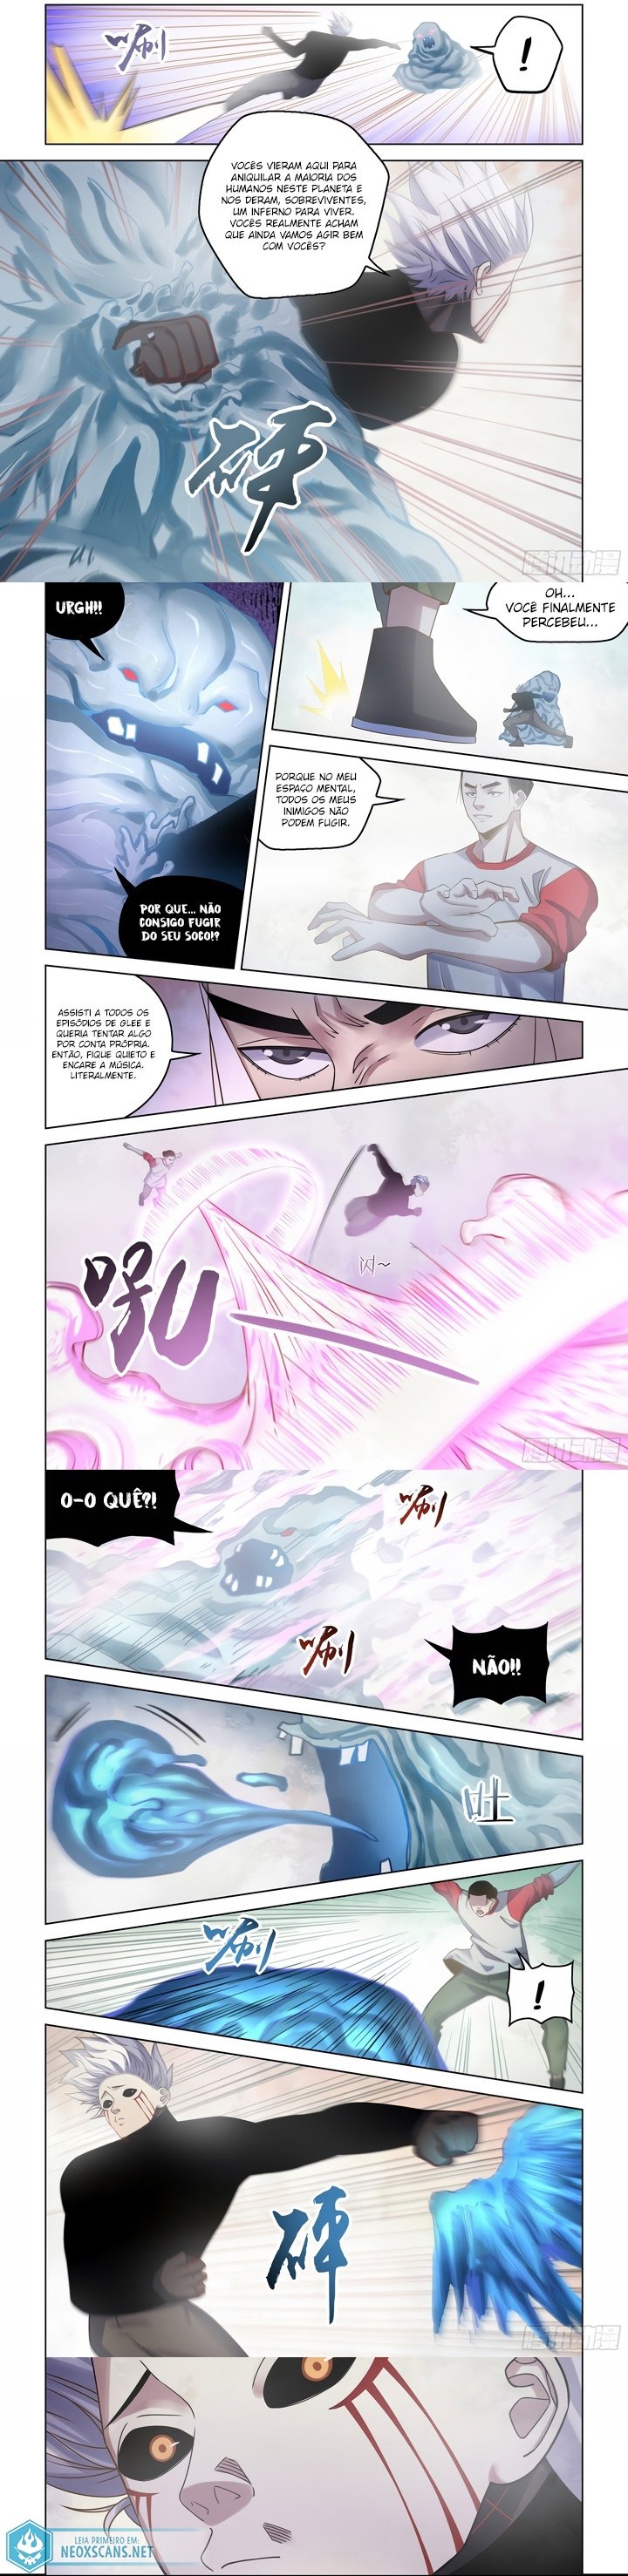 唰
!
VOCÊS VIERAM AQUI PARA
ANIQUILAR A MAIORIA DOS
HUMANOS NESTE PLANETA E
NOS DERAM, SOBREVIVENTES,
UM INFERNO PARA VIVER.
VOCÊS REALMENTE ACHAM
QUE AINDA VAMOS AGIR BEM
COM VOCÊS?
砰
URGH!!
OH...
VOCÊ FINALMENTE
PERCEBEU...
PORQUE NO MEU
ESPAÇO MENTAL,
TODOS OS MEUS
INIMIGOS NÃO
PODEM FUGIR.
POR QUE... NÃO
CONSIGO FUGIR
DO SEU SOCO!?
ASSISTI A TODOS OS
EPISÓDIOS DE GLEE E
QUERIA TENTAR ALGO
POR CONTA PRÓPRIA.
ENTÃO, FIQUE QUIETO E
ENCARE A MÚSICA.
LITERALMENTE.
闪~
吼
O-O QUÊ?!
唰
唰
NÃO!!
吐
唰
!
砰
LEIA PRIMEIRO EM:
NEOXSCANS.NET